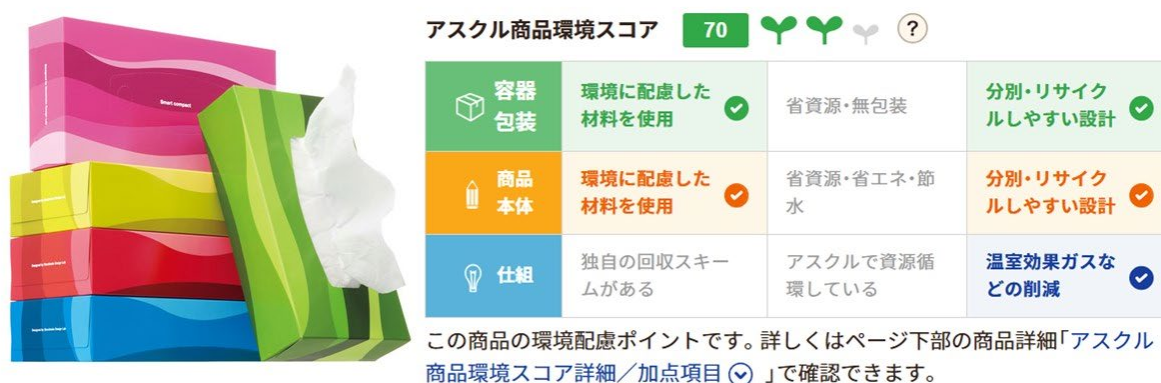 アスクル商品環境スコア 70 ?
容器
包装
環境に配慮した
材料を使用
省資源・無包装
分別・リサイク
ルしやすい設計
商品
本体
環境に配慮した
材料を使用
省資源・省エネ・節
水
分別・リサイク
ルしやすい設計
仕組
独自の回収スキー
ムがある
アスクルで資源循
環している
温室効果ガスな
どの削減
この商品の環境配慮ポイントです。詳しくはページ下部の商品詳細「アスクル
商品環境スコア詳細／加点項目」で確認できます。
Smart compact